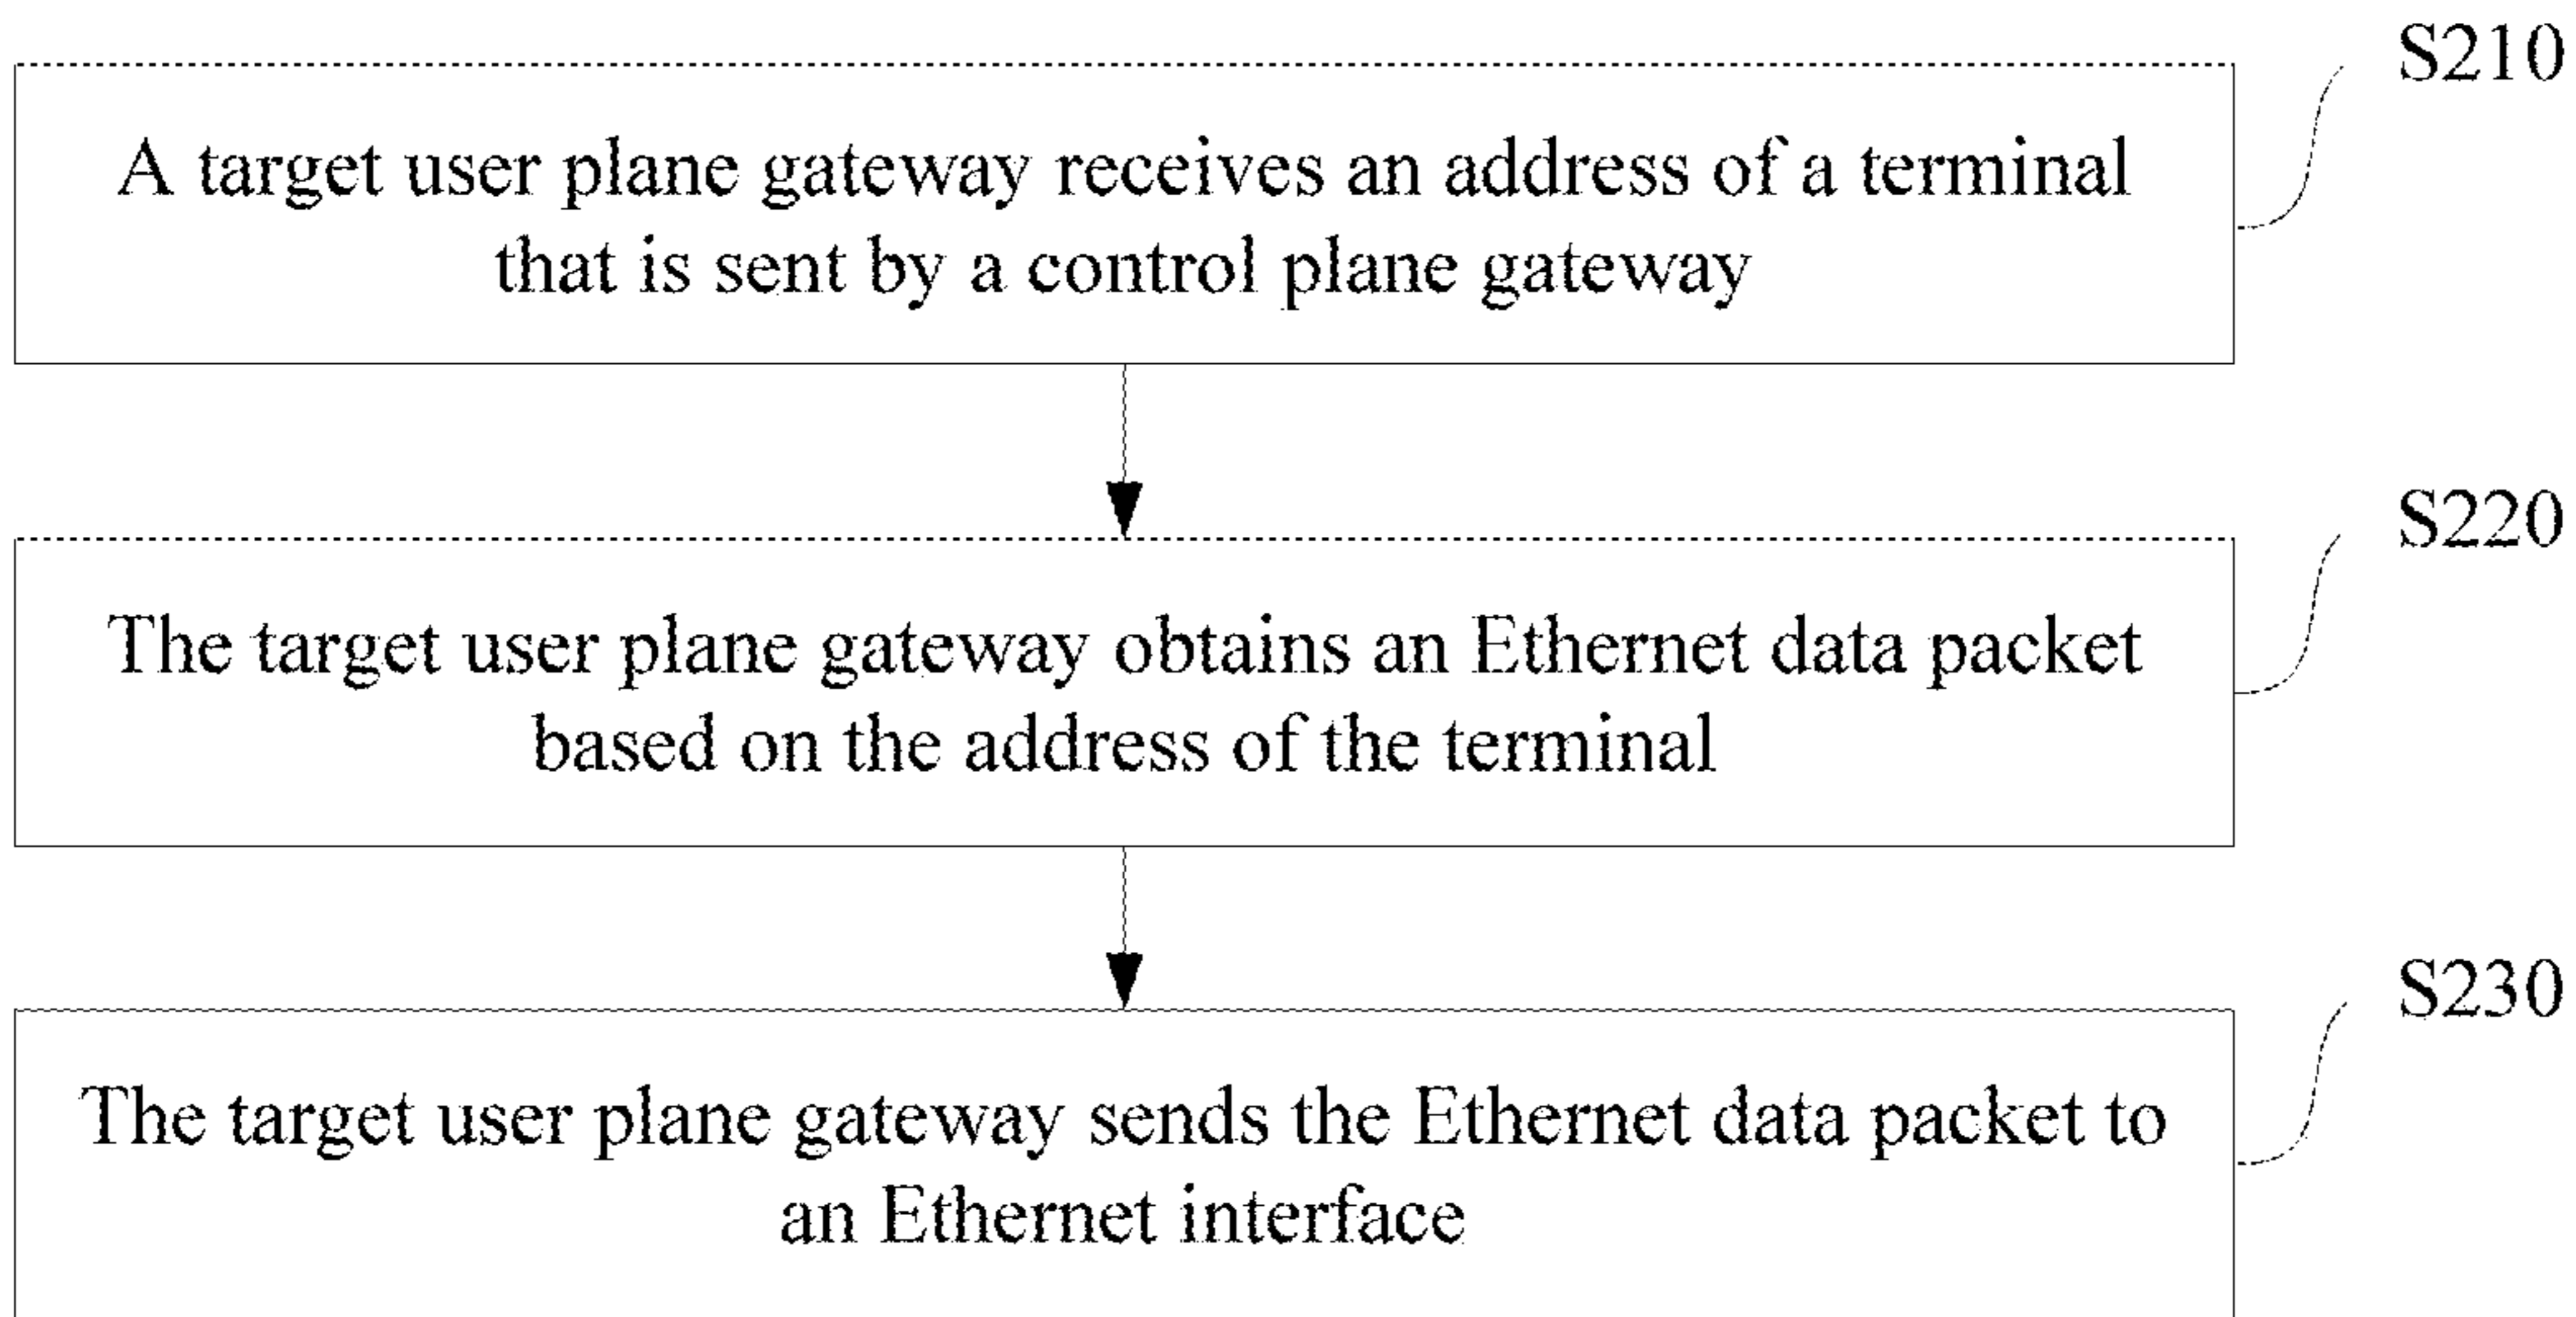 S210
A target user plane gateway receives an address of a terminal
that is sent by a control plane gateway
S220
The target user plane gateway obtains an Ethernet data packet
based on the address of the terminal
S230
The target user plane gateway sends the Ethernet data packet to
an Ethernet interface